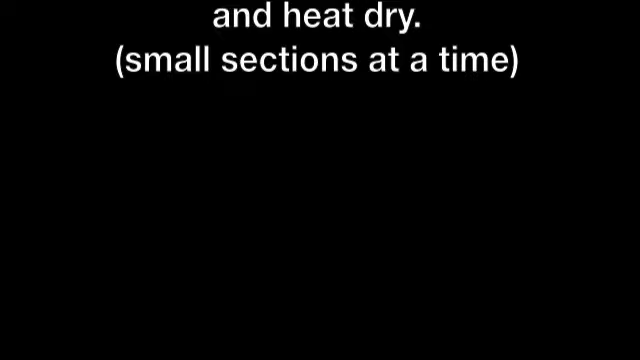 and heat dry.
(small sections at a time)